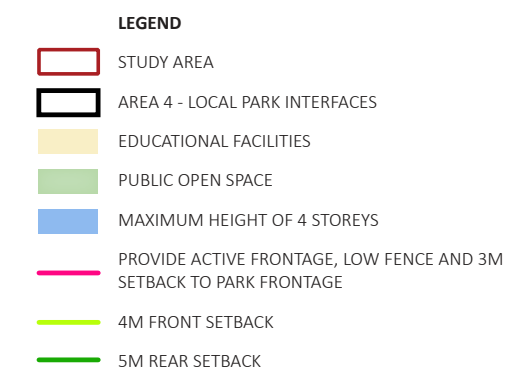 LEGEND
STUDY AREA
AREA 4 - LOCAL PARK INTERFACES
EDUCATIONAL FACILITIES
PUBLIC OPEN SPACE
MAXIMUM HEIGHT OF 4 STOREYS
PROVIDE ACTIVE FRONTAGE, LOW FENCE AND 3M
SETBACK TO PARK FRONTAGE
4M FRONT SETBACK
5M REAR SETBACK